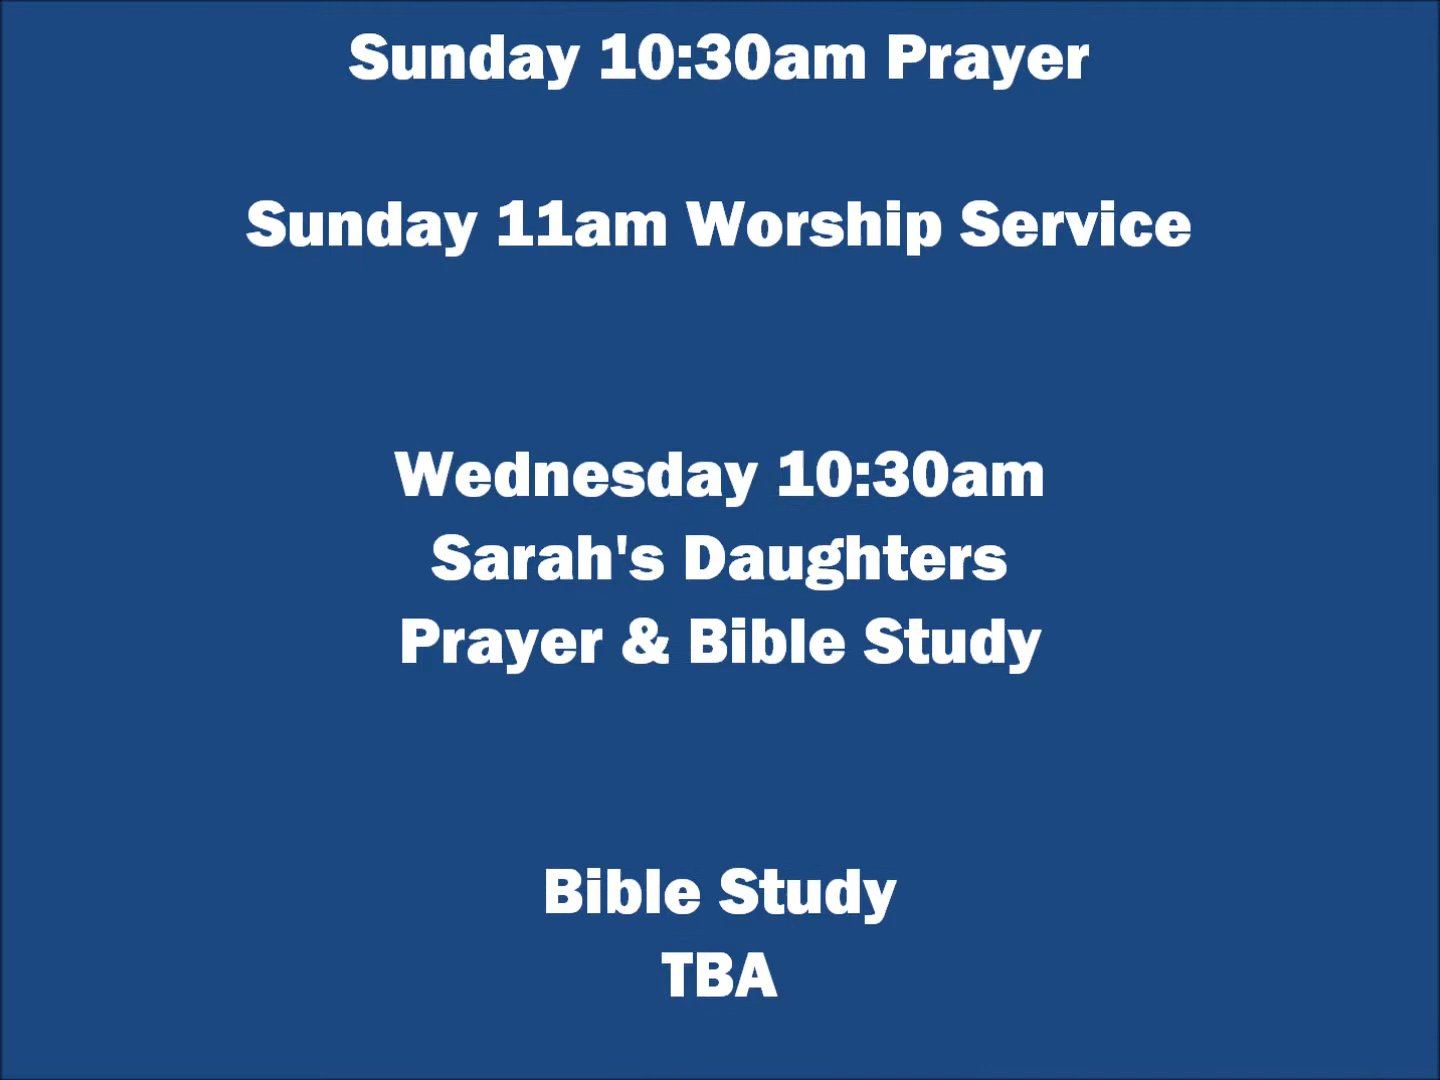 Sunday 10:30am Prayer
Sunday 11am Worship Service
Wednesday 10:30am
Sarah's Daughters
Prayer & Bible Study
Bible Study
TBA